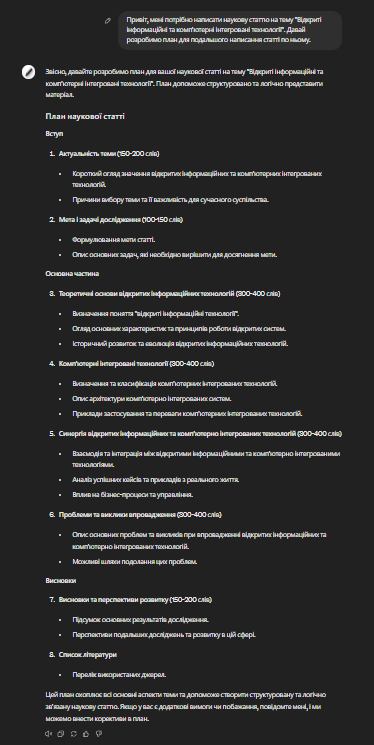 Привіт, мені потрібно написати наукову статю на тему "Відкриті
інформаційні та комп'ютерні інтегровані технології". Давай
розробимо план для подальшого написання статті по ньому.
Звісно, давайте розробимо план для вашої наукової статті на тему "Відкриті інформаційні та
комп'ютерні інтегровані технології". План допоможе структуровано та логічно представити
матеріал.
План наукової статті
Вступ
1. Актуальність теми (150-200 слів)
• Короткий огляд значення відкритих інформаційних та комп'ютерних інтегрованих
технологій.
• Причини вибору теми та її важливість для сучасного суспільства.
2. Мета і задачі дослідження (100-150 слів)
• Формулювання мети статті.
• Опис основних задач, які необхідно вирішити для досягнення мети.
Основна частина
3. Теоретичні основи відкритих інформаційних технологій (300-400 слів)
• Визначення поняття "відкриті інформаційні технології".
• Огляд основних характеристик та принципів роботи відкритих систем.
• Історичний розвиток та еволюція відкритих інформаційних технологій.
4. Комп'ютерні інтегровані технології (300-400 слів)
• Визначення та класифікація комп'ютерних інтегрованих технологій.
• Опис архітектури комп'ютерно інтегрованих систем.
• Приклади застосування та переваги комп'ютерних інтегрованих технологій.
5. Синергія відкритих інформаційних та комп'ютерно інтегрованих технологій (300-400 слів)
• Взаємодія та інтеграція між відкритими інформаційними та комп'ютерно інтегрованими
технологіями.
• Аналіз успішних кейсів та прикладів з реального життя.
• Вплив на бізнес-процеси та управління.
6. Проблеми та виклики впровадження (300-400 слів)
• Опис основних проблем та викликів при впровадженні відкритих інформаційних та
комп'ютерно інтегрованих технологій.
• Можливі шляхи подолання цих проблем.
Висновки
7. Висновки та перспективи розвитку (150-200 слів)
• Підсумок основних результатів дослідження.
• Перспективи подальших досліджень та розвитку в цій сфері.
8. Список літератури
• Перелік використаних джерел.
Цей план охоплює всі основні аспекти теми та допоможе створити структуровану та логічно
зв'язану наукову статтю. Якщо у вас є додаткові вимоги чи побажання, повідомте мені, і ми
можемо внести корективи в план.